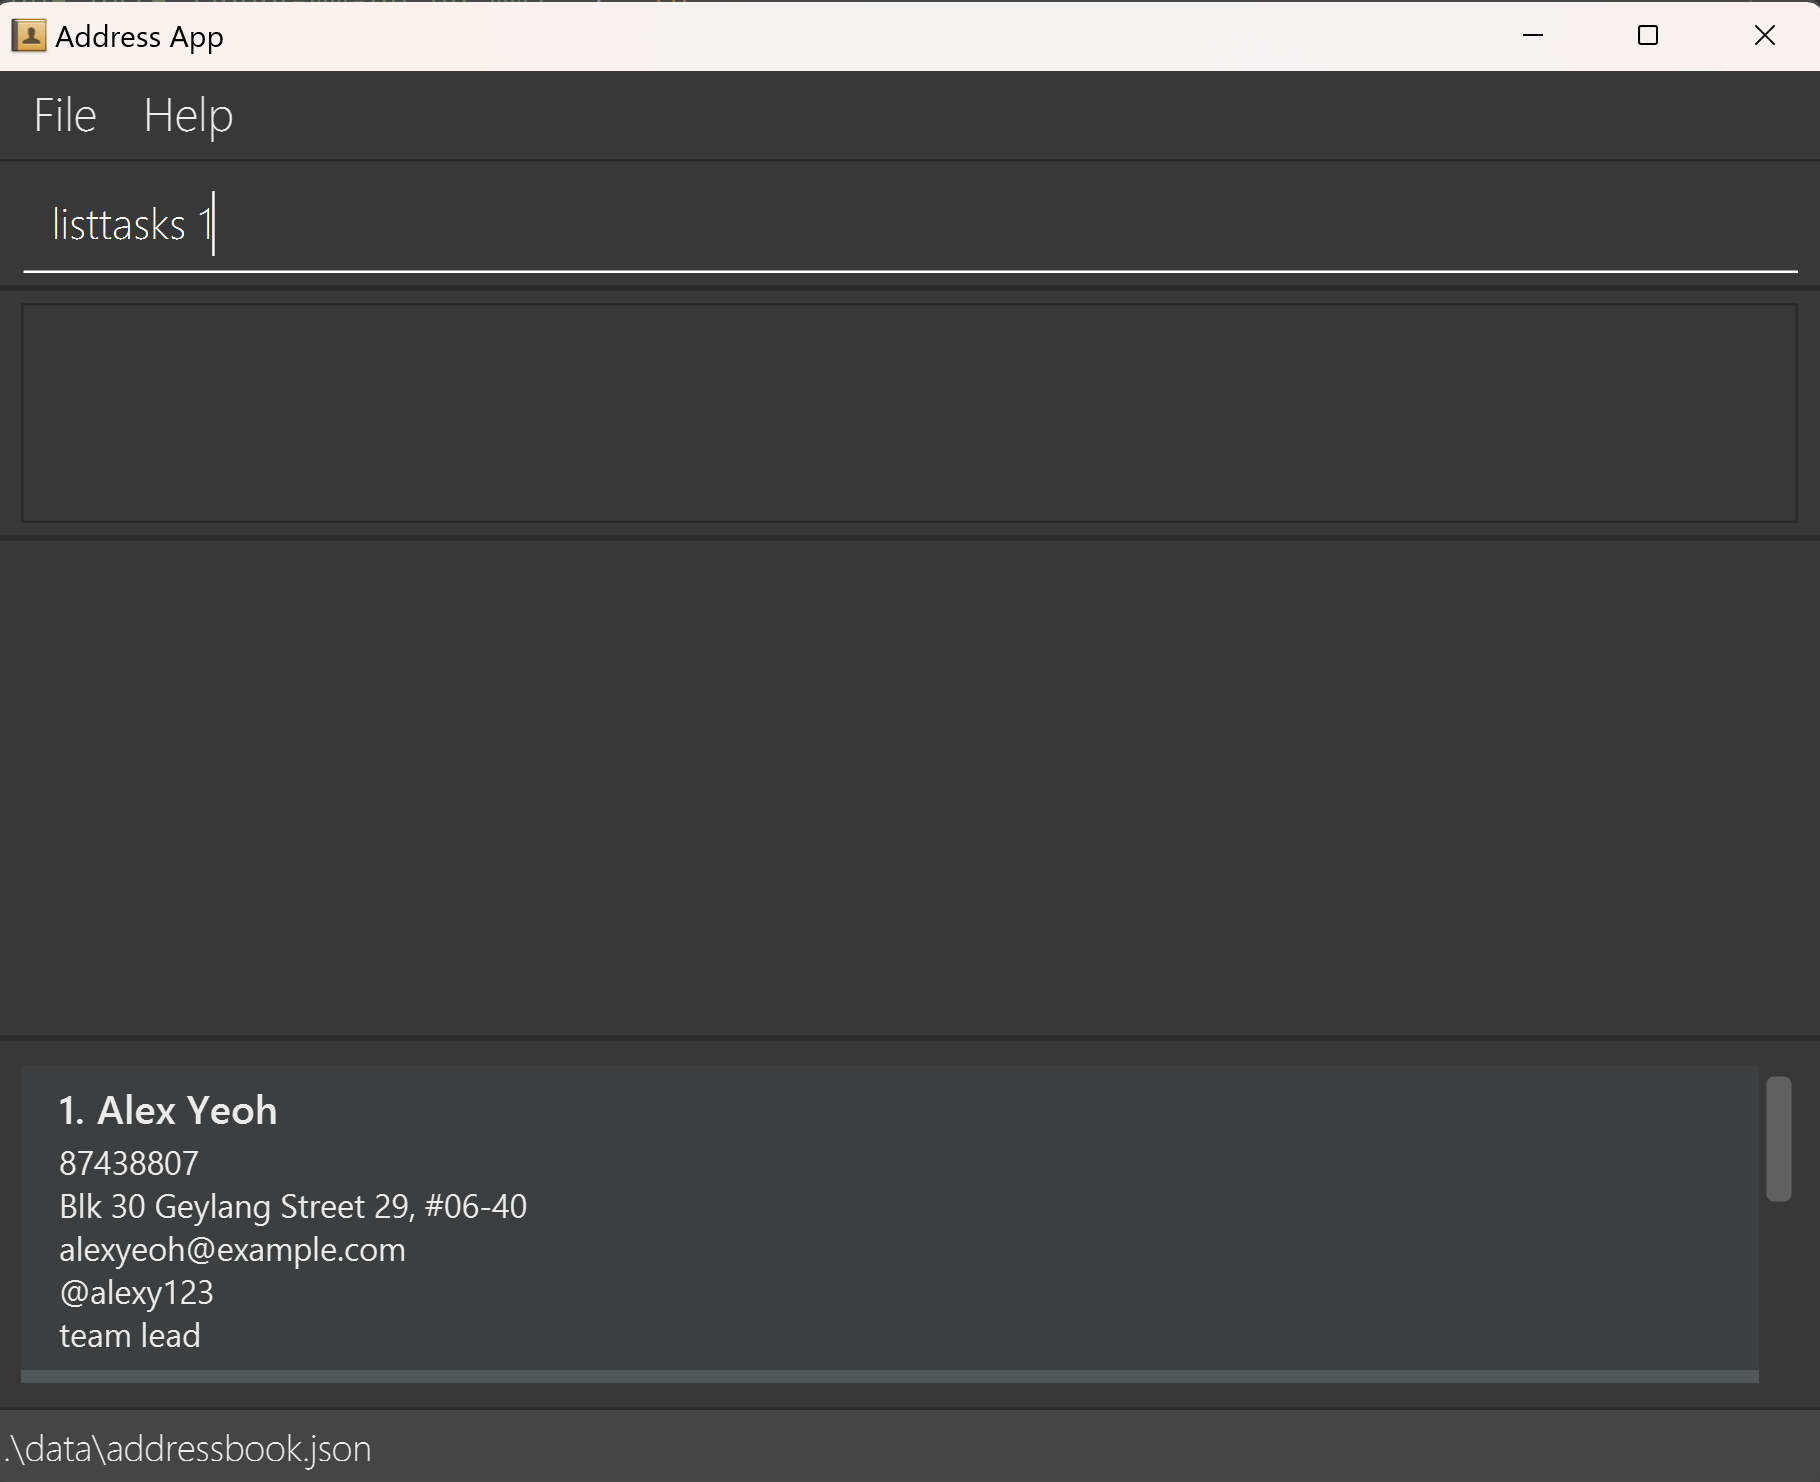 Address App
File Help
listtasks 1
1. Alex Yeoh
87438807
Blk 30 Geylang Street 29, #06-40
alexyeoh@example.com
@alexy123
team lead
.\data\addressbook.json